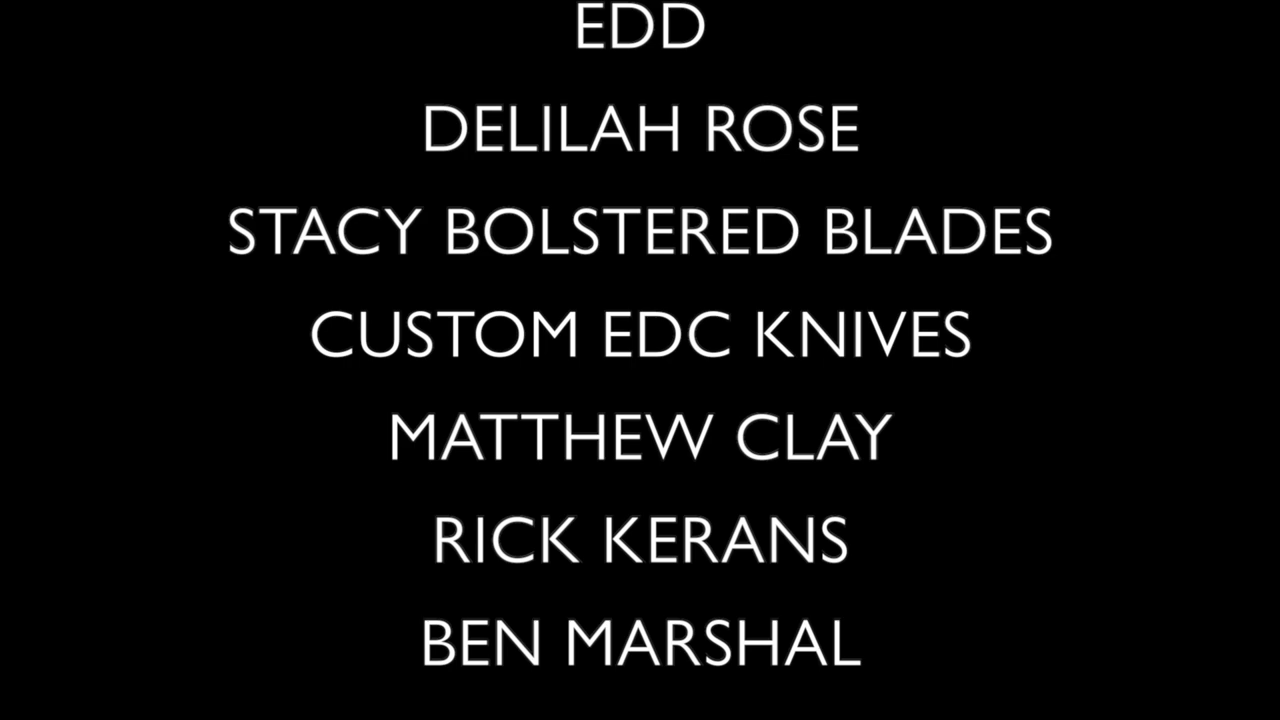 EDD
DELILAH ROSE
STACY BOLSTERED BLADES
CUSTOM EDC KNIVES
MATTHEW CLAY
RICK KERANS
BEN MARSHAL